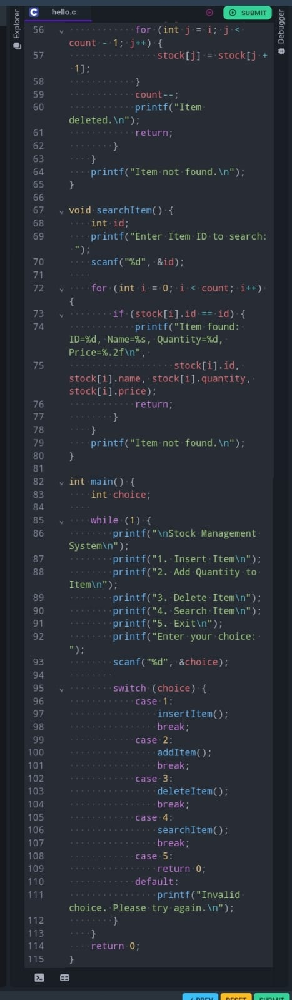 hello.c
SUBMIT
Explorer
Debugger
56 for (int j = i; j <
count - 1; j++) {
57 stock[j] = stock[j +
1];
58 }
59 count--;
60 printf("Item
deleted.\n");
61 return;
62 }
63 }
64 printf("Item not found.\n");
65 }
66
67 void searchItem() {
68 int id;
69 printf("Enter Item ID to search:
");
70 scanf("%d", &id);
71
72 for (int i = 0; i < count; i++)
{
73 if (stock[i].id == id) {
74 printf("Item found:
ID=%d, Name=%s, Quantity=%d,
Price=%.2f\n",
75 stock[i].id,
stock[i].name, stock[i].quantity,
stock[i].price);
76 return;
77 }
78 }
79 printf("Item not found.\n");
80 }
81
82 int main() {
83 int choice;
84
85 while (1) {
86 printf("\nStock Management
System\n");
87 printf("1. Insert Item\n");
88 printf("2. Add Quantity to
Item\n");
89 printf("3. Delete Item\n");
90 printf("4. Search Item\n");
91 printf("5. Exit\n");
92 printf("Enter your choice:
");
93 scanf("%d", &choice);
94
95 switch (choice) {
96 case 1:
97 insertItem();
98 break;
99 case 2:
100 addItem();
101 break;
102 case 3:
103 deleteItem();
104 break;
105 case 4:
106 searchItem();
107 break;
108 case 5:
109 return 0;
110 default:
111 printf("Invalid
choice. Please try again.\n");
112 }
113 }
114 return 0;
115 }
PREV
RESET
SUBMIT